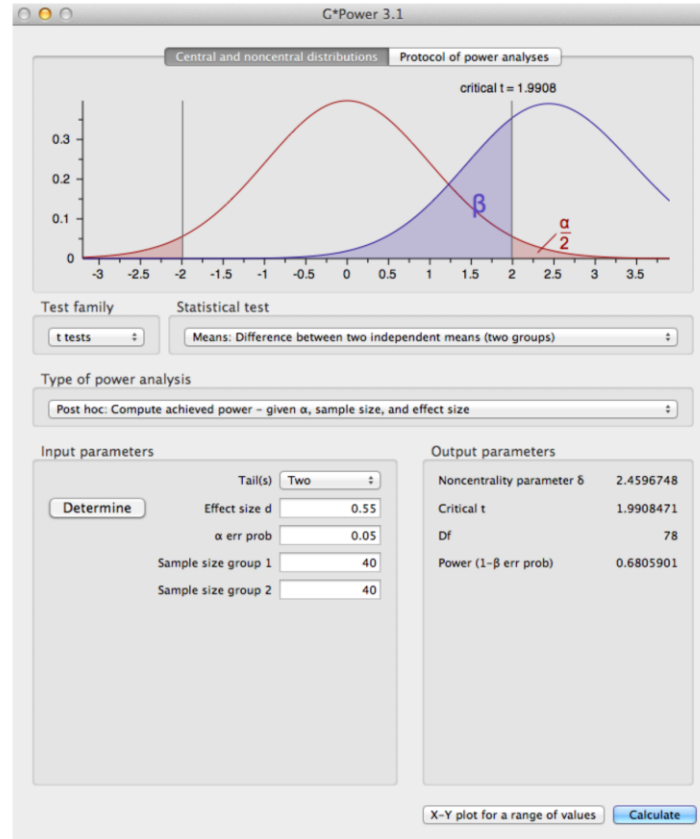 G*Power 3.1
Central and noncentral distributions Protocol of power analyses
critical t = 1.9908
0.3
0.2
0.1
0
β
α
2
-3 -2.5 -2 -1.5 -1 -0.5 0 0.5 1 1.5 2 2.5 3 3.5
Test family Statistical test
t tests Means: Difference between two independent means (two groups)
Type of power analysis
Post hoc: Compute achieved power – given α, sample size, and effect size
Input parameters Output parameters
Tail(s) Two Noncentrality parameter δ 2.4596748
Determine Effect size d 0.55 Critical t 1.9908471
α err prob 0.05 Df 78
Sample size group 1 40 Power (1-β err prob) 0.6805901
Sample size group 2 40
X-Y plot for a range of values Calculate